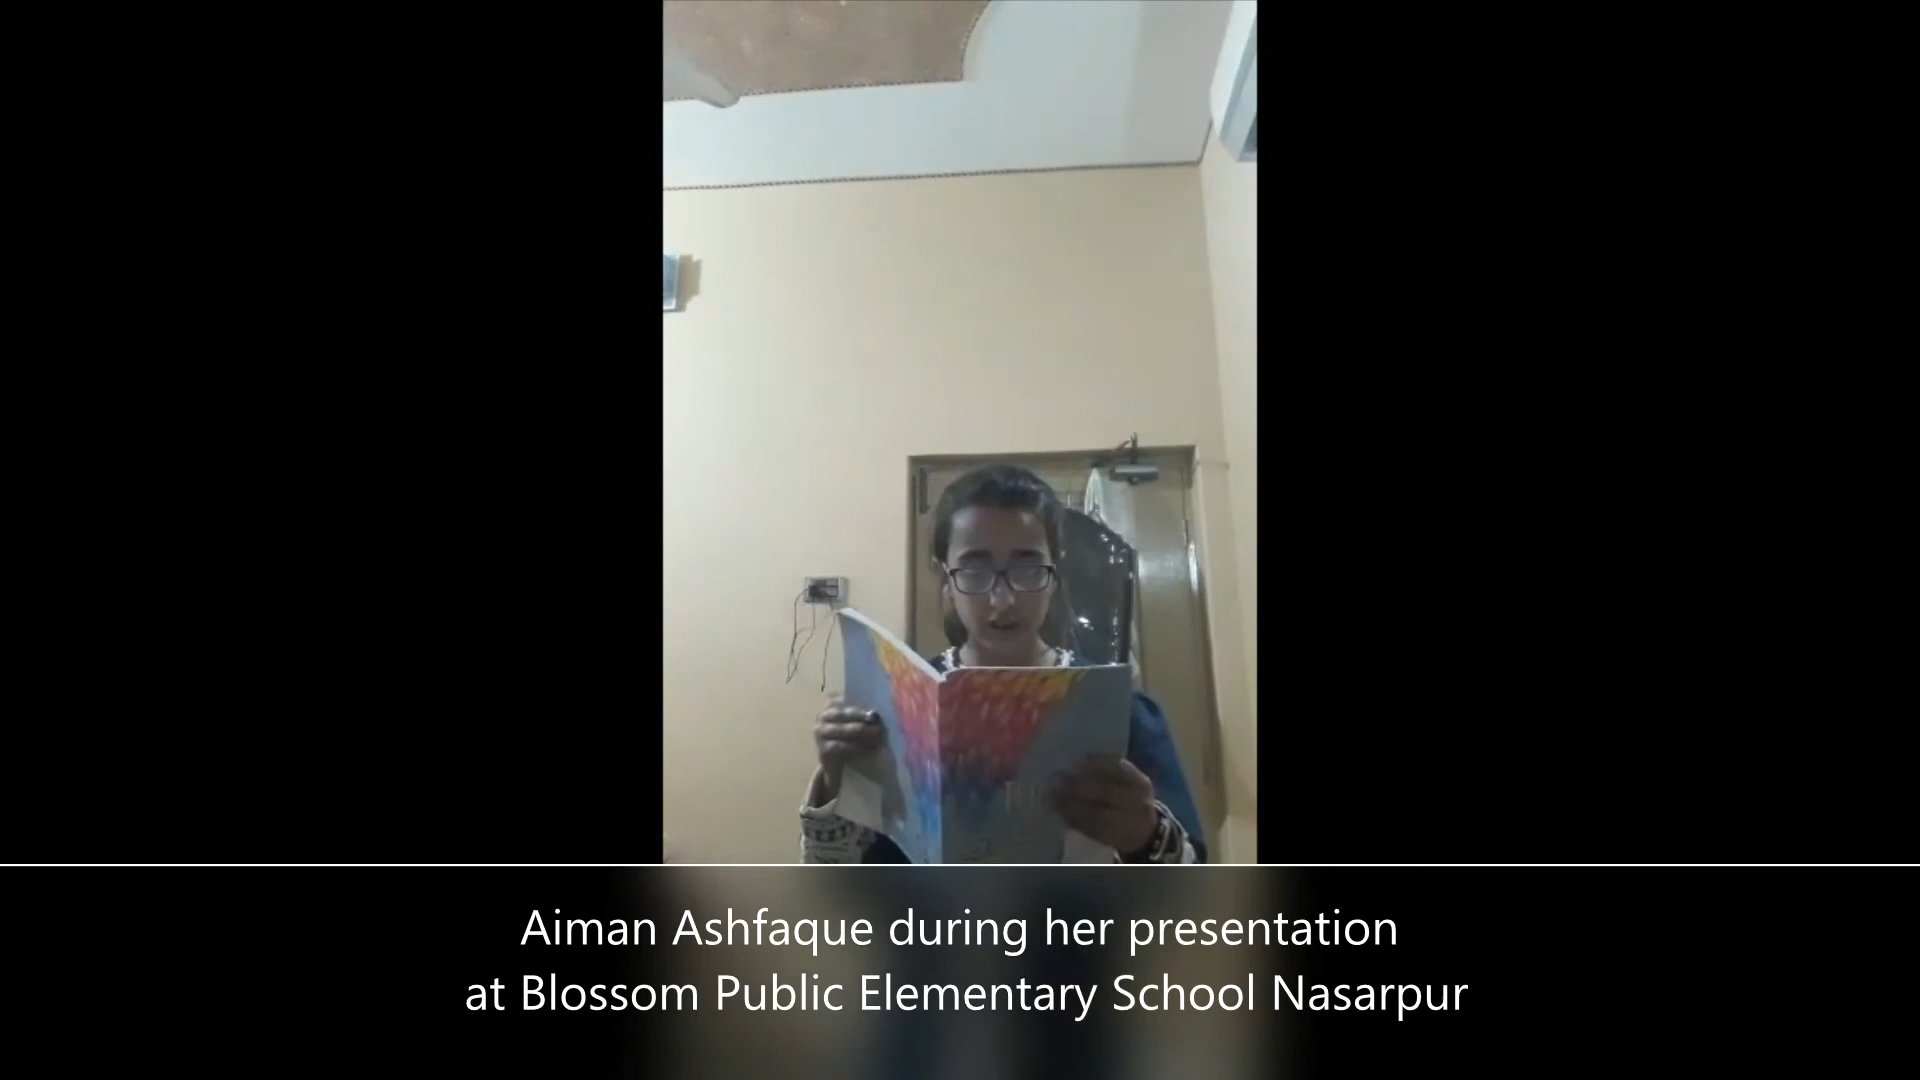 Aiman Ashfaque during her presentation
at Blossom Public Elementary School Nasarpur